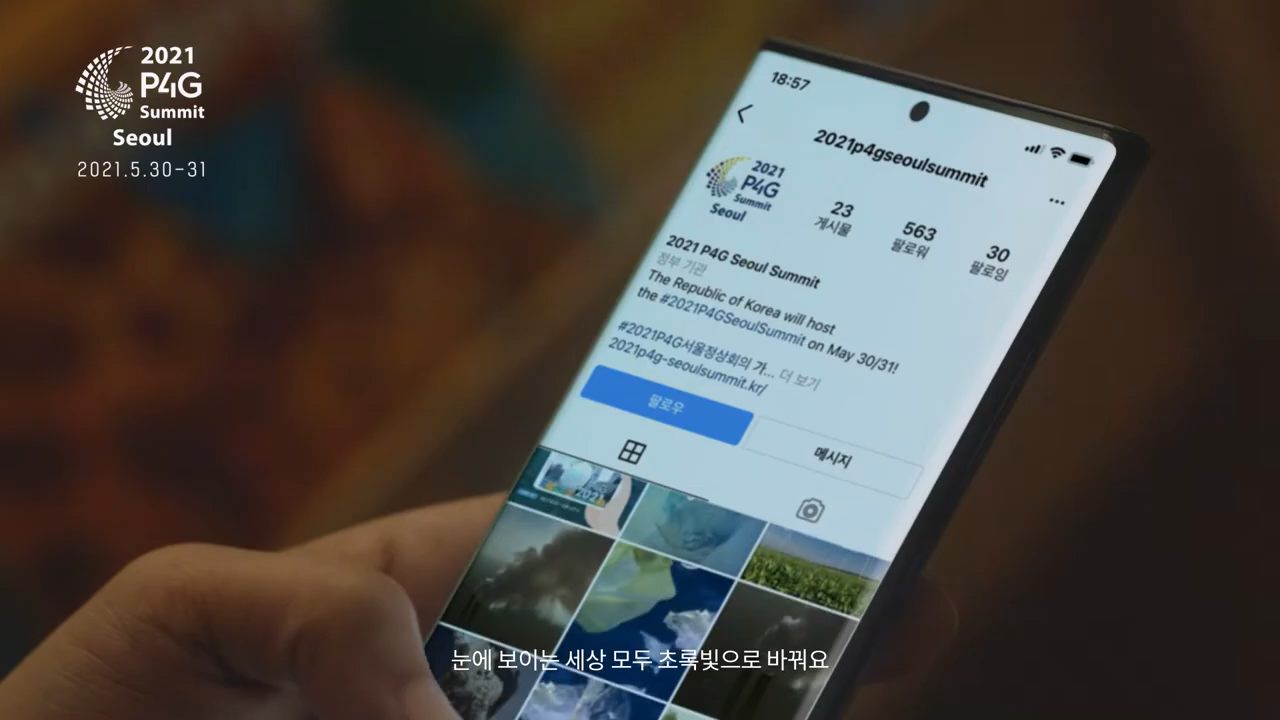 2021
P4G
Summit
Seoul
2021.5.30-31
18:57
2021p4gseoulsummit
2021
P4G
Summit
Seoul
23
게시물
563
팔로워
30
팔로잉
2021 P4G Seoul Summit
정부 기관
The Republic of Korea will host
the #2021P4GSeoulSummit on May 30/31!
#2021P4G서울정상회의 가... 더 보기
2021p4g-seoulsummit.kr/
팔로우
메시지
2021
눈에 보이는 세상 모두 초록빛으로 바꿔요